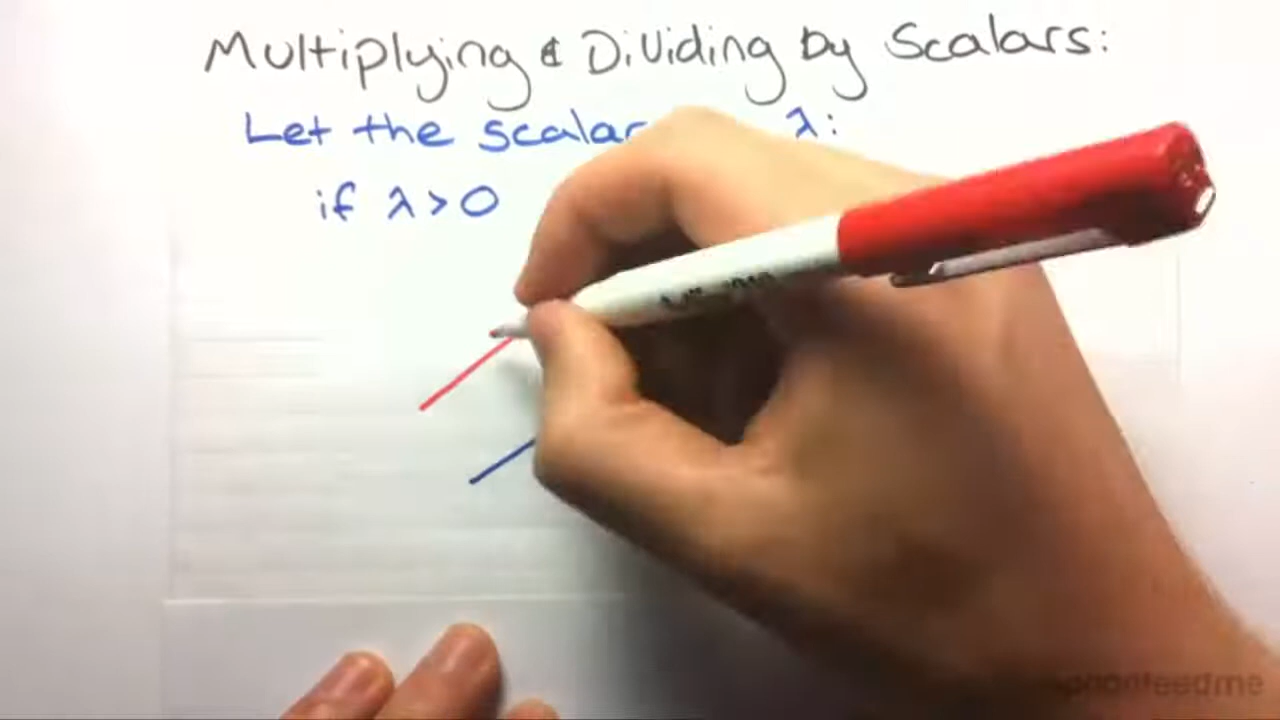 Multiplying & Dividing by Scalars:
Let the scalar λ:
if λ > 0